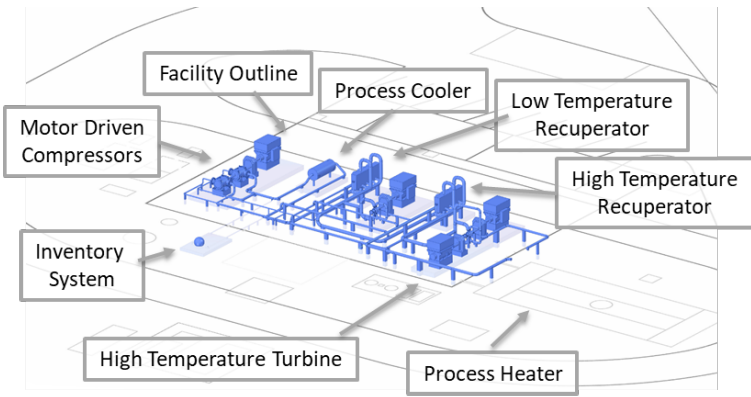 Facility Outline
Process Cooler
Low Temperature
Recuperator
Motor Driven
Compressors
High Temperature
Recuperator
Inventory
System
High Temperature Turbine
Process Heater